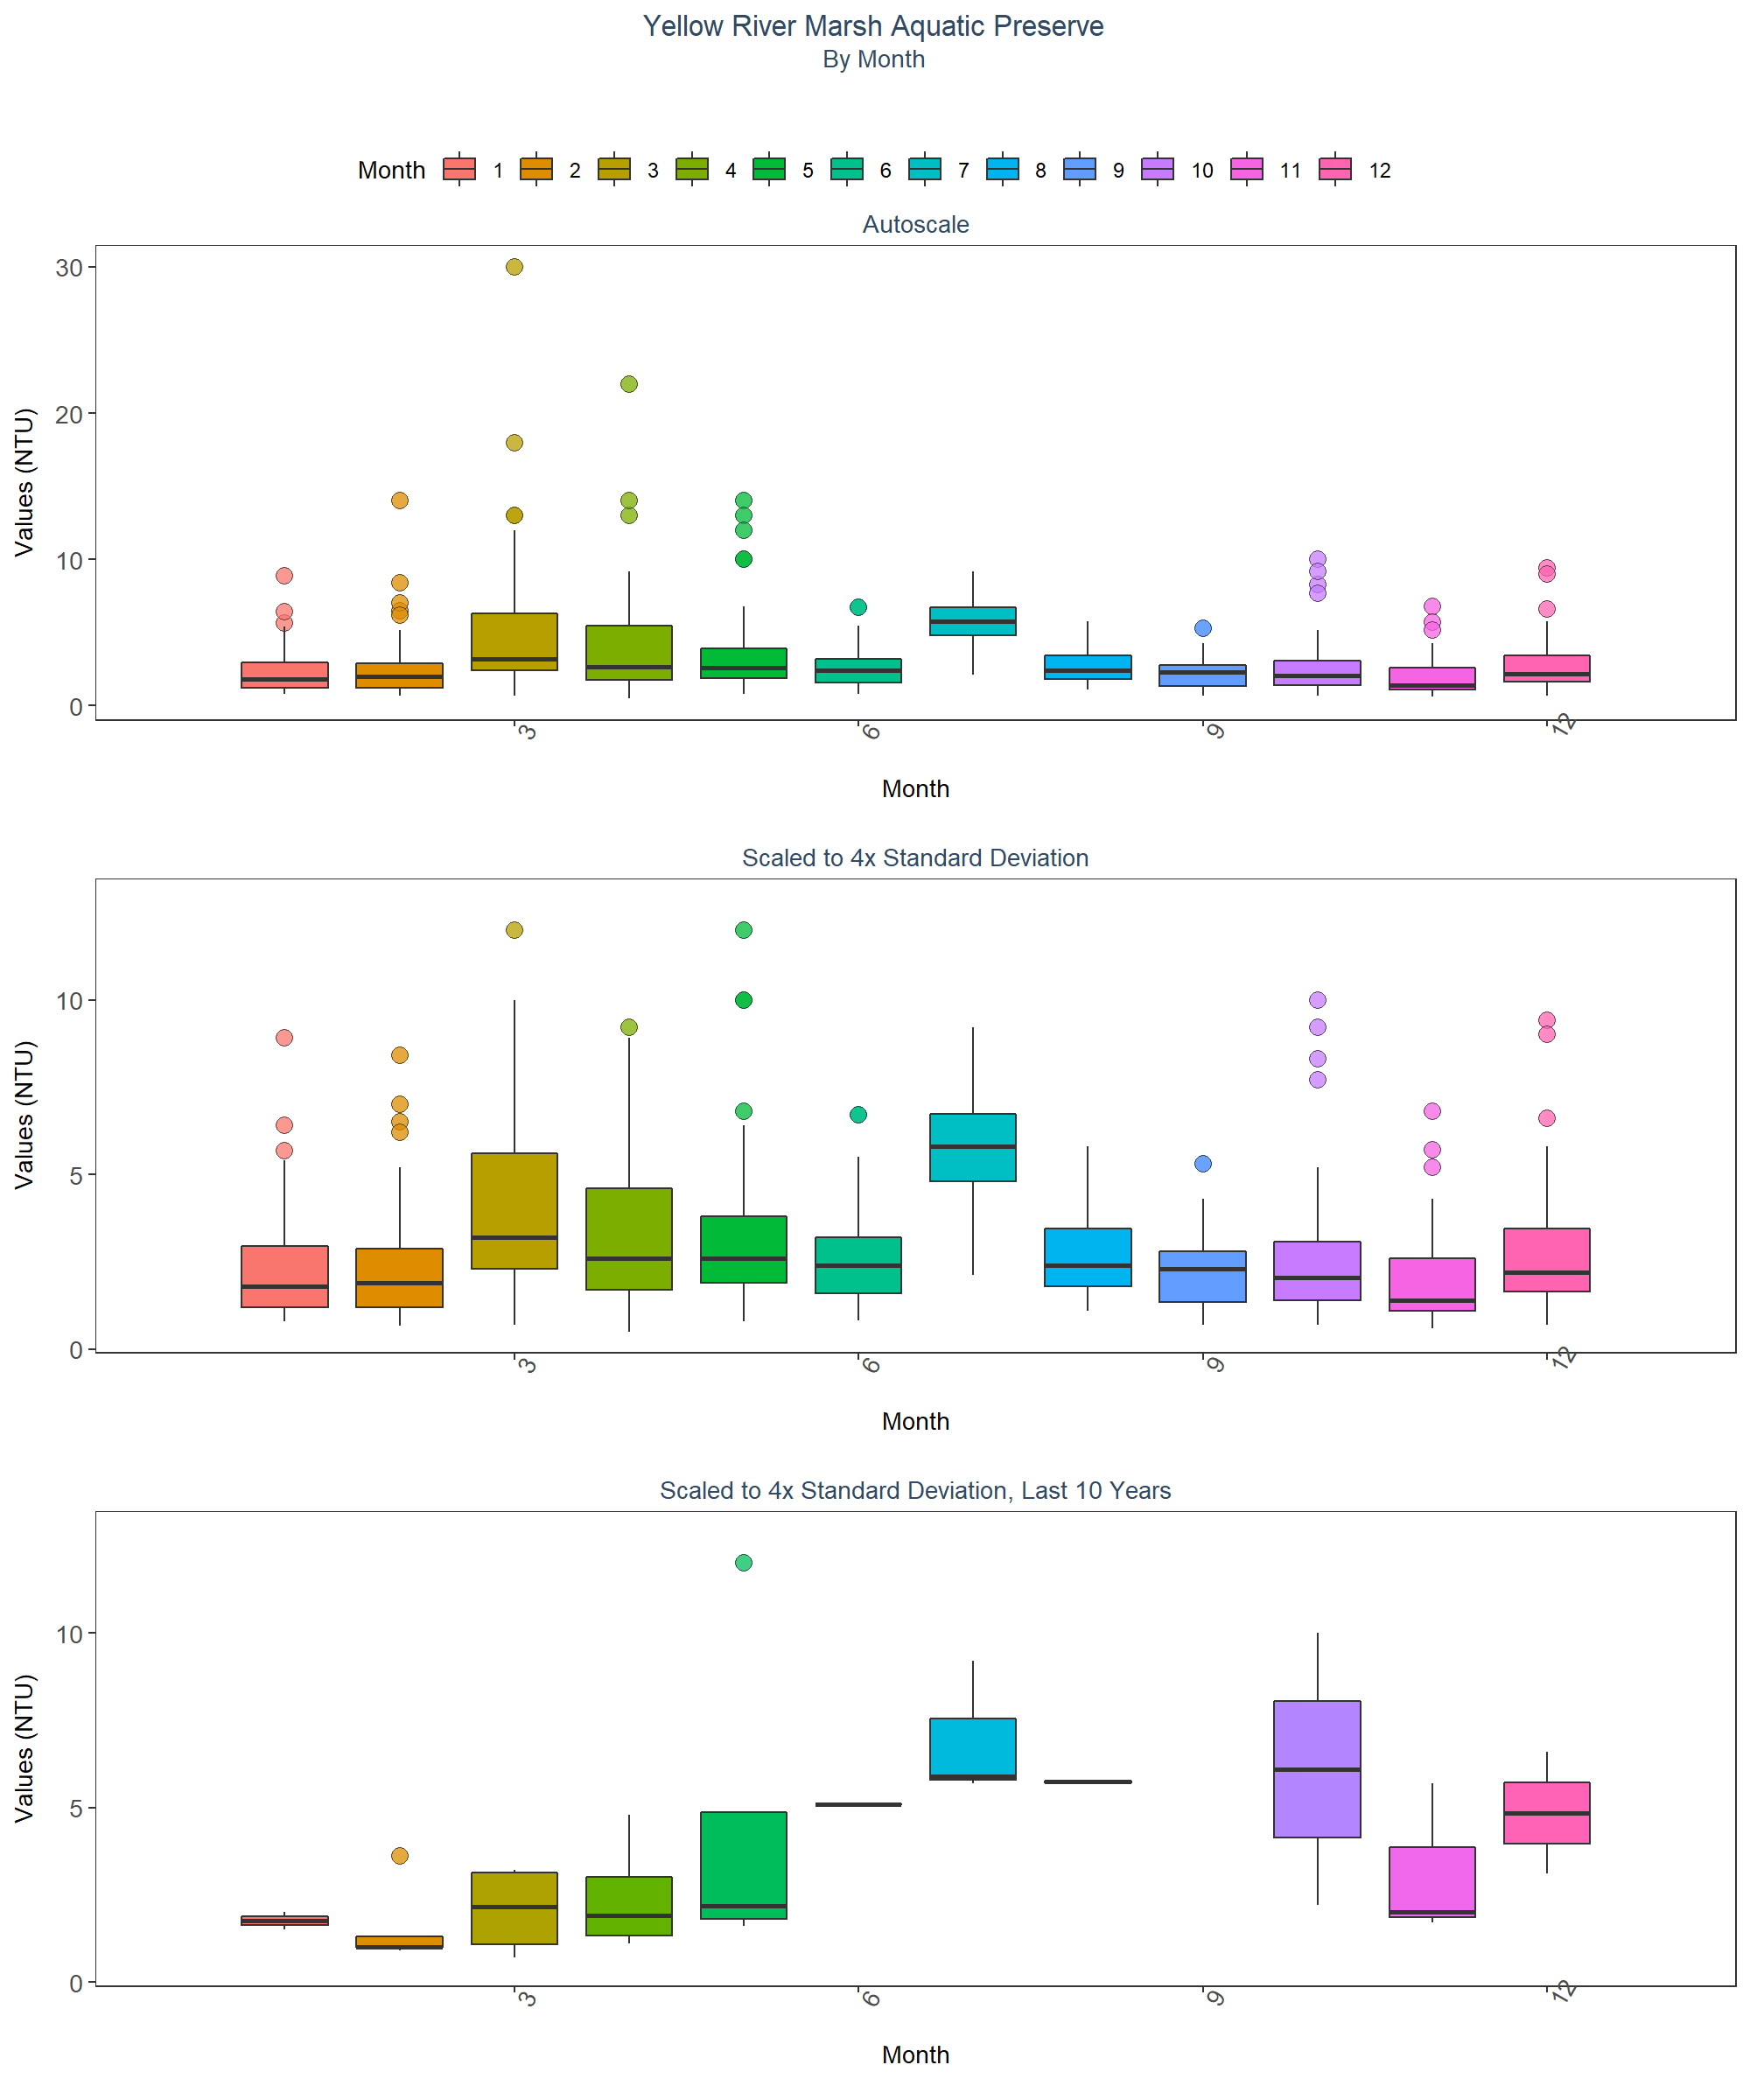 Yellow River Marsh Aquatic Preserve
By Month
Month 1 2 3 4 5 6 7 8 9 10 11 12
Autoscale
Values (NTU)
30
20
10
0
3 6 9 12
Month
Scaled to 4x Standard Deviation
Values (NTU)
10
5
0
3 6 9 12
Month
Scaled to 4x Standard Deviation, Last 10 Years
Values (NTU)
10
5
0
3 6 9 12
Month